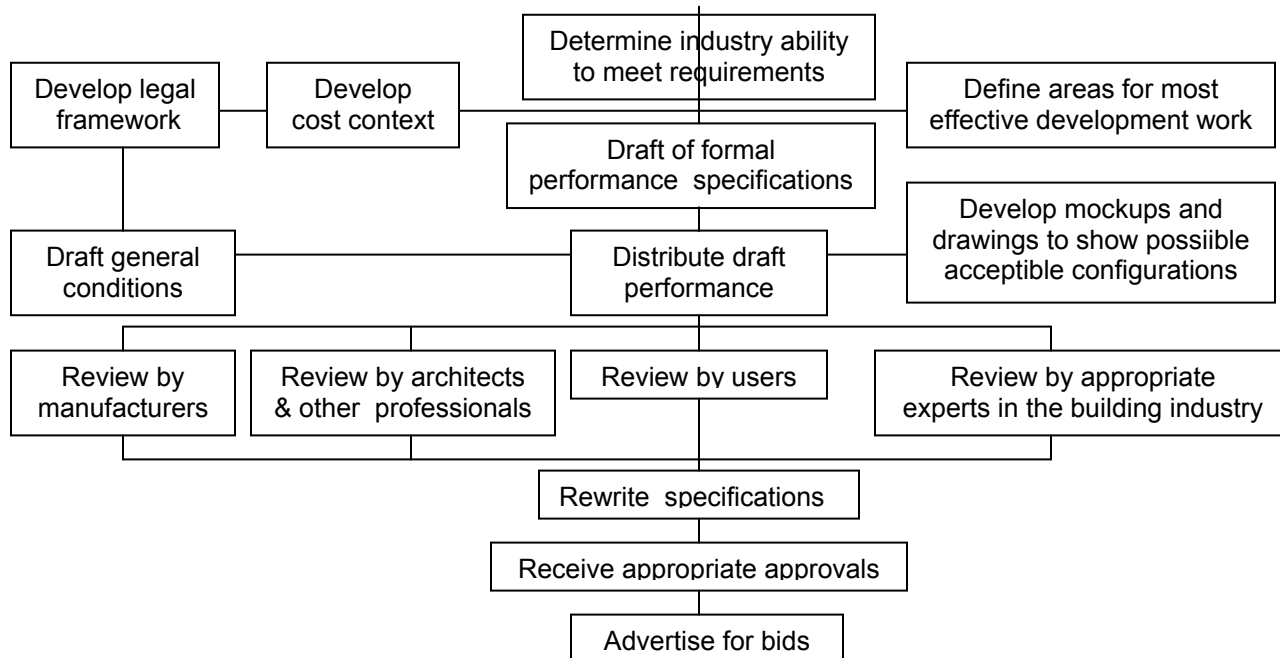 Determine industry ability
to meet requirements
Develop legal
framework
Develop
cost context
Define areas for most
effective development work
Draft of formal
performance specifications
Develop mockups and
drawings to show possiible
acceptible configurations
Draft general
conditions
Distribute draft
performance
Review by
manufacturers
Review by architects
& other professionals
Review by users
Review by appropriate
experts in the building industry
Rewrite specifications
Receive appropriate approvals
Advertise for bids